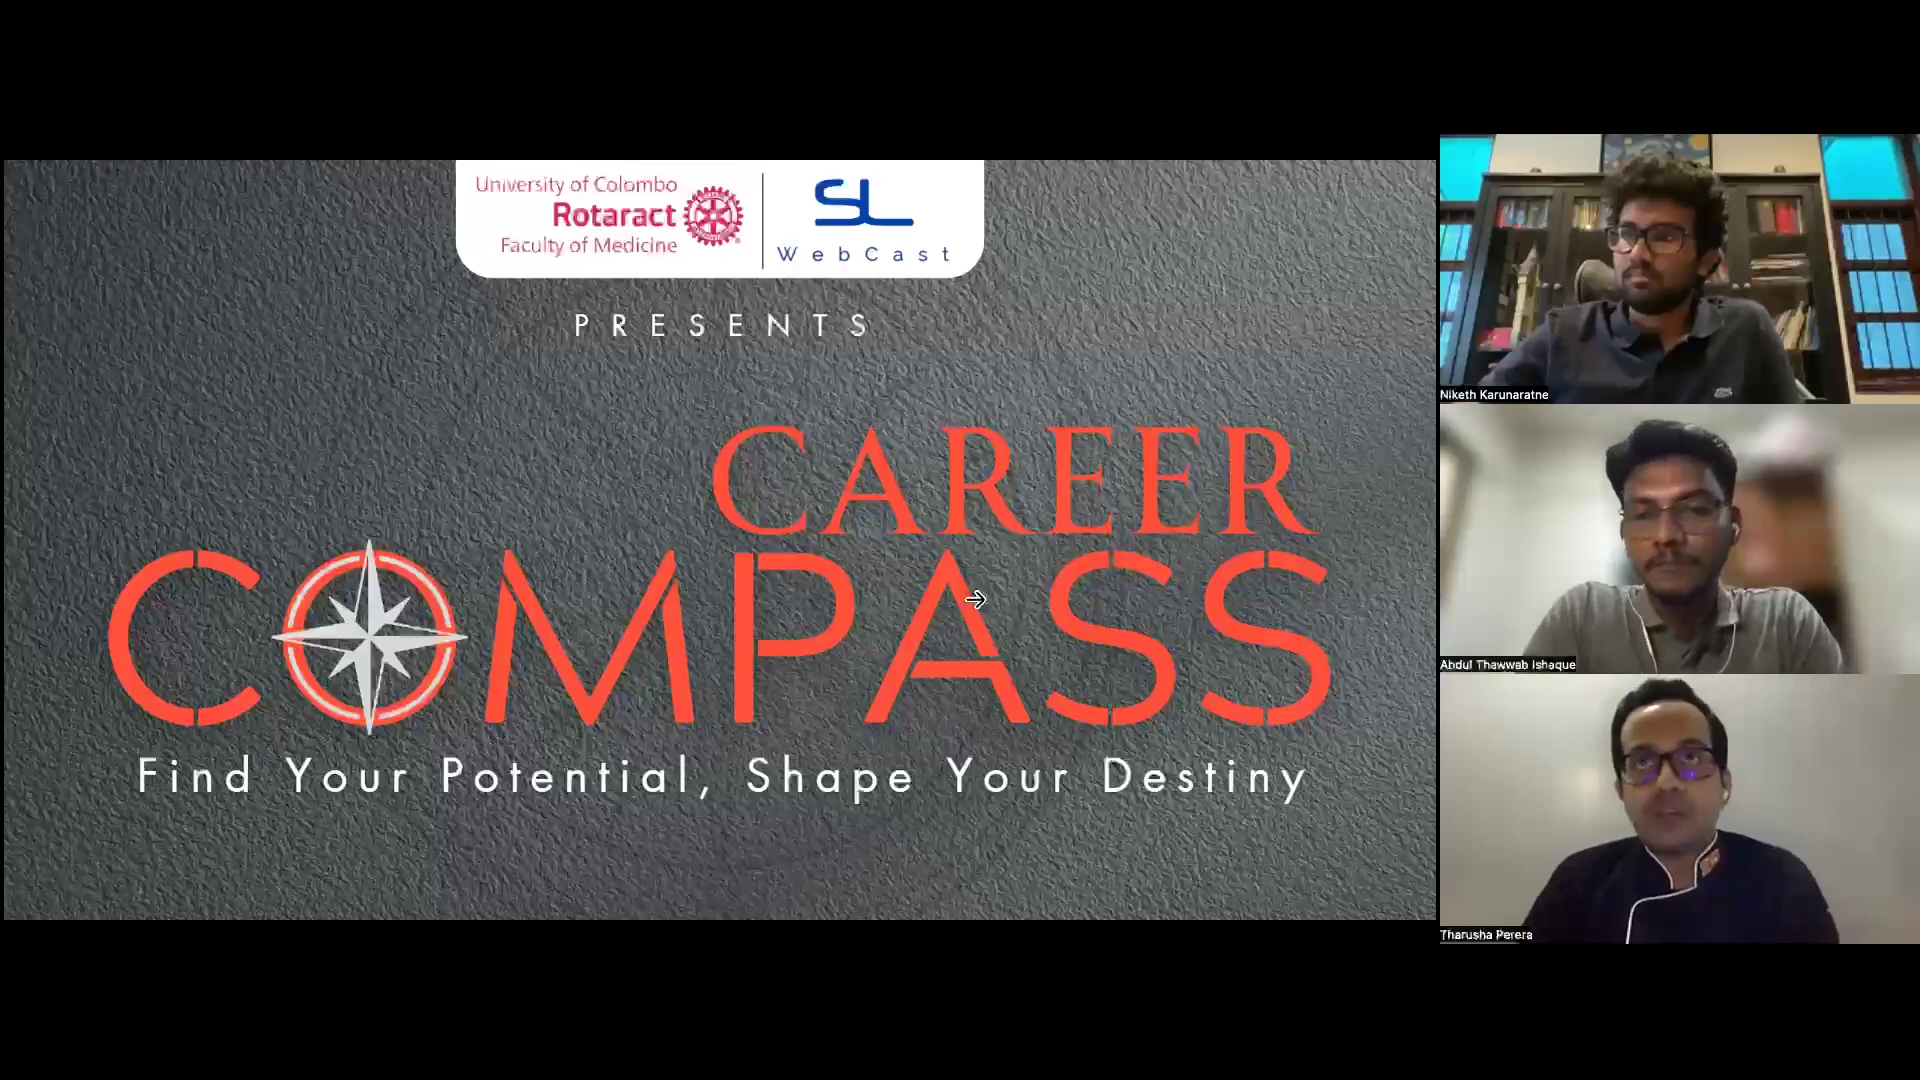 University of Colombo
Rotaract
Faculty of Medicine
SL
WebCast
PRESENTS
CAREER
COMPASS
Find Your Potential, Shape Your Destiny
Niketh Karunaratne
Abdul Thawwab Ishaque
Tharusha Perera